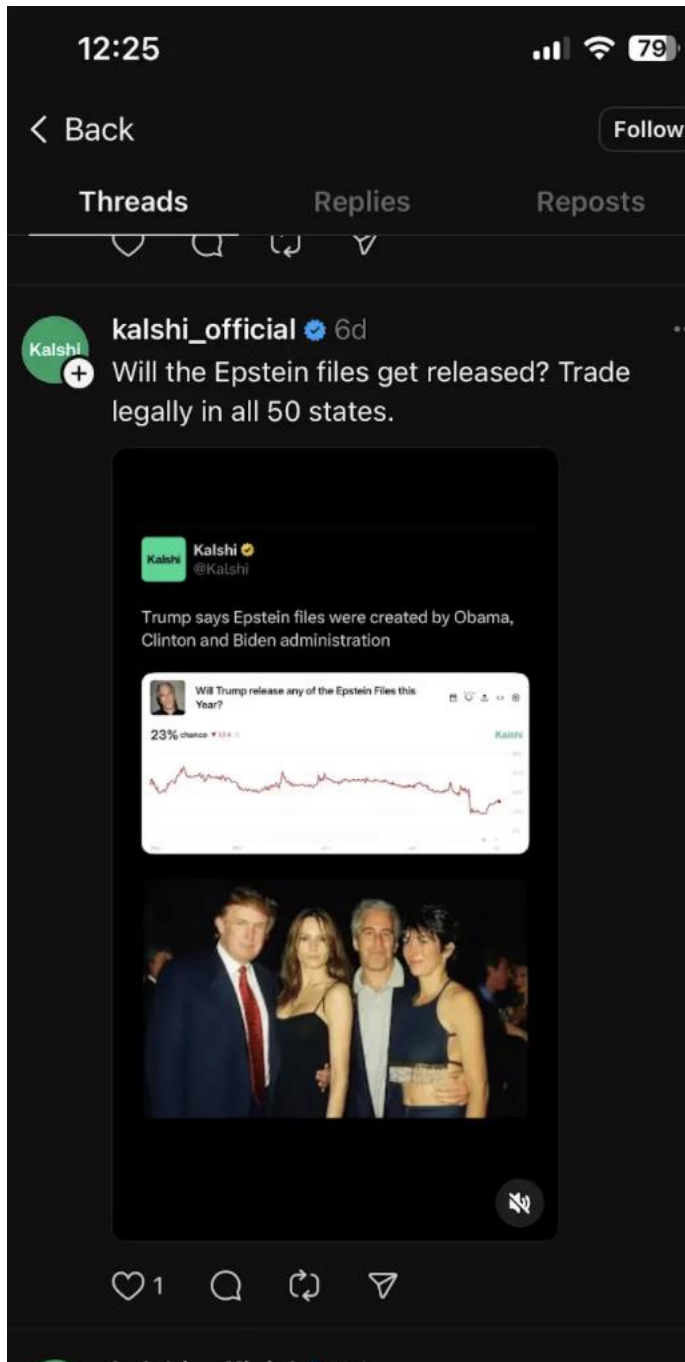 12:25
79
Back
Follow
Threads
Replies
Reposts
Kalshi
kalshi_official 6d
Will the Epstein files get released? Trade
legally in all 50 states.
Kalshi
Kalshi
@Kalshi
Trump says Epstein files were created by Obama,
Clinton and Biden administration
Will Trump release any of the Epstein Files this
Year?
23% chance
Kalshi
1